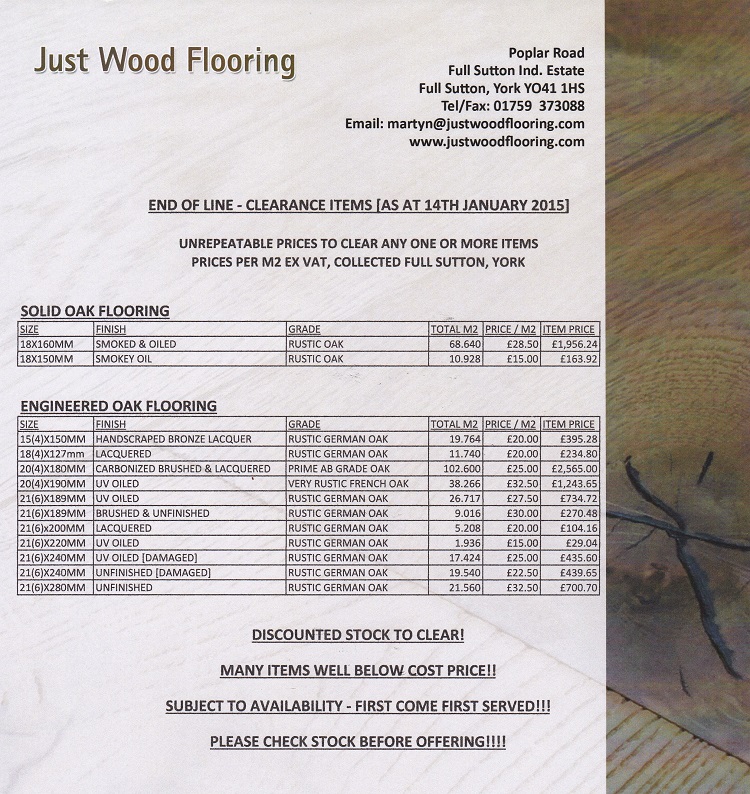 Just Wood Flooring
Poplar Road
Full Sutton Ind. Estate
Full Sutton, York YO41 1HS
Tel/Fax: 01759 373088
Email: martyn@justwoodflooring.com
www.justwoodflooring.com
END OF LINE - CLEARANCE ITEMS [AS AT 14TH JANUARY 2015]
UNREPEATABLE PRICES TO CLEAR ANY ONE OR MORE ITEMS
PRICES PER M2 EX VAT, COLLECTED FULL SUTTON, YORK
SOLID OAK FLOORING
SIZE FINISH GRADE TOTAL M2 PRICE / M2 ITEM PRICE
18X160MM SMOKED & OILED RUSTIC OAK 68.640 £28.50 £1,956.24
18X150MM SMOKEY OIL RUSTIC OAK 10.928 £15.00 £163.92
ENGINEERED OAK FLOORING
SIZE FINISH GRADE TOTAL M2 PRICE / M2 ITEM PRICE
15(4)X150MM HANDSCRAPED BRONZE LACQUER RUSTIC GERMAN OAK 19.764 £20.00 £395.28
18(4)X127mm LACQUERED RUSTIC GERMAN OAK 11.740 £20.00 £234.80
20(4)X180MM CARBONIZED BRUSHED & LACQUERED PRIME AB GRADE OAK 102.600 £25.00 £2,565.00
20(4)X190MM UV OILED VERY RUSTIC FRENCH OAK 38.266 £32.50 £1,243.65
21(6)X189MM UV OILED RUSTIC GERMAN OAK 26.717 £27.50 £734.72
21(6)X189MM BRUSHED & UNFINISHED RUSTIC GERMAN OAK 9.016 £30.00 £270.48
21(6)x200MM LACQUERED RUSTIC GERMAN OAK 5.208 £20.00 £104.16
21(6)X220MM UV OILED RUSTIC GERMAN OAK 1.936 £15.00 £29.04
21(6)X240MM UV OILED [DAMAGED] RUSTIC GERMAN OAK 17.424 £25.00 £435.60
21(6)X240MM UNFINISHED [DAMAGED] RUSTIC GERMAN OAK 19.540 £22.50 £439.65
21(6)X280MM UNFINISHED RUSTIC GERMAN OAK 21.560 £32.50 £700.70
DISCOUNTED STOCK TO CLEAR!
MANY ITEMS WELL BELOW COST PRICE!!
SUBJECT TO AVAILABILITY - FIRST COME FIRST SERVED!!!
PLEASE CHECK STOCK BEFORE OFFERING!!!!